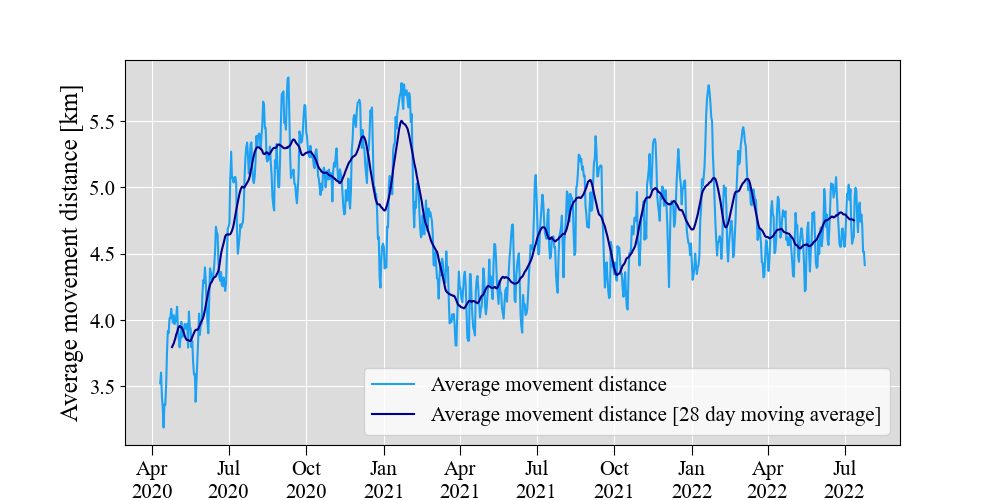 Average movement distance [km]
5.5
5.0
4.5
4.0
3.5
Average movement distance
Average movement distance [28 day moving average]
Apr Jul Oct Jan Apr Jul Oct Jan Apr Jul
2020 2020 2020 2021 2021 2021 2021 2022 2022 2022